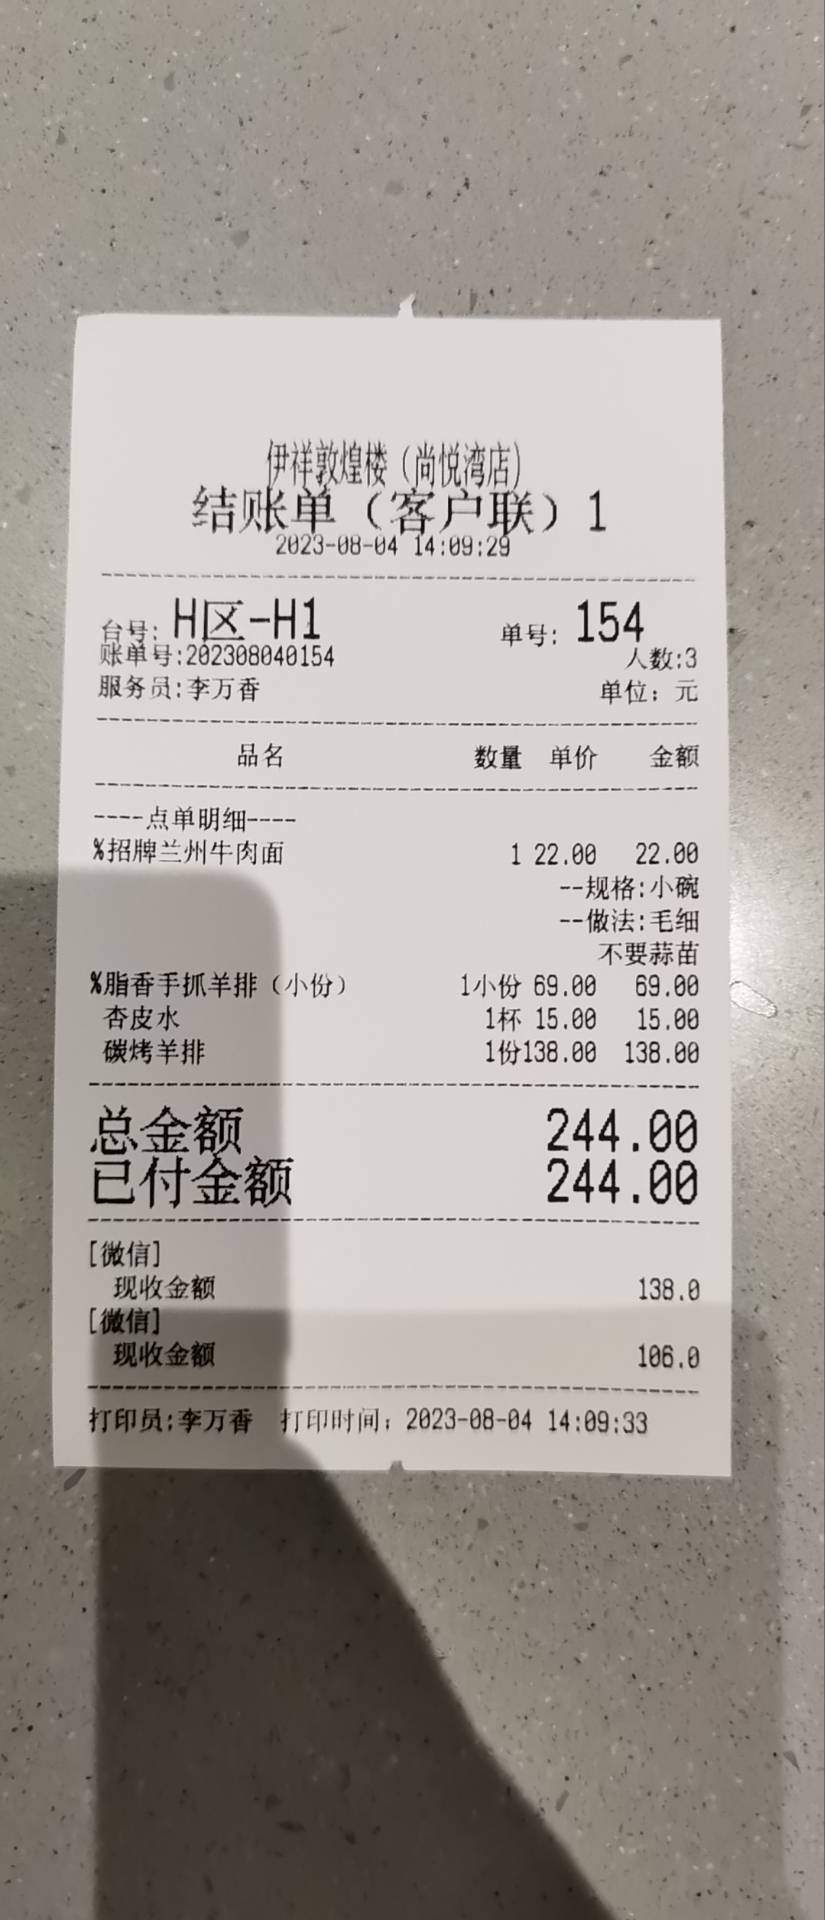 伊祥敦煌楼（尚悦湾店）
结账单（客户联）1
2023-08-04 14:09:29
台号: H区-H1 单号: 154
账单号:202308040154 人数:3
服务员:李万香 单位: 元
品名 数量 单价 金额
----点单明细----
%招牌兰州牛肉面 1 22.00 22.00
--规格:小碗
--做法:毛细
不要蒜苗
%脂香手抓羊排（小份） 1小份 69.00 69.00
杏皮水 1杯 15.00 15.00
碳烤羊排 1份138.00 138.00
总金额 244.00
已付金额 244.00
[微信]
现收金额 138.0
[微信]
现收金额 106.0
打印员:李万香 打印时间: 2023-08-04 14:09:33